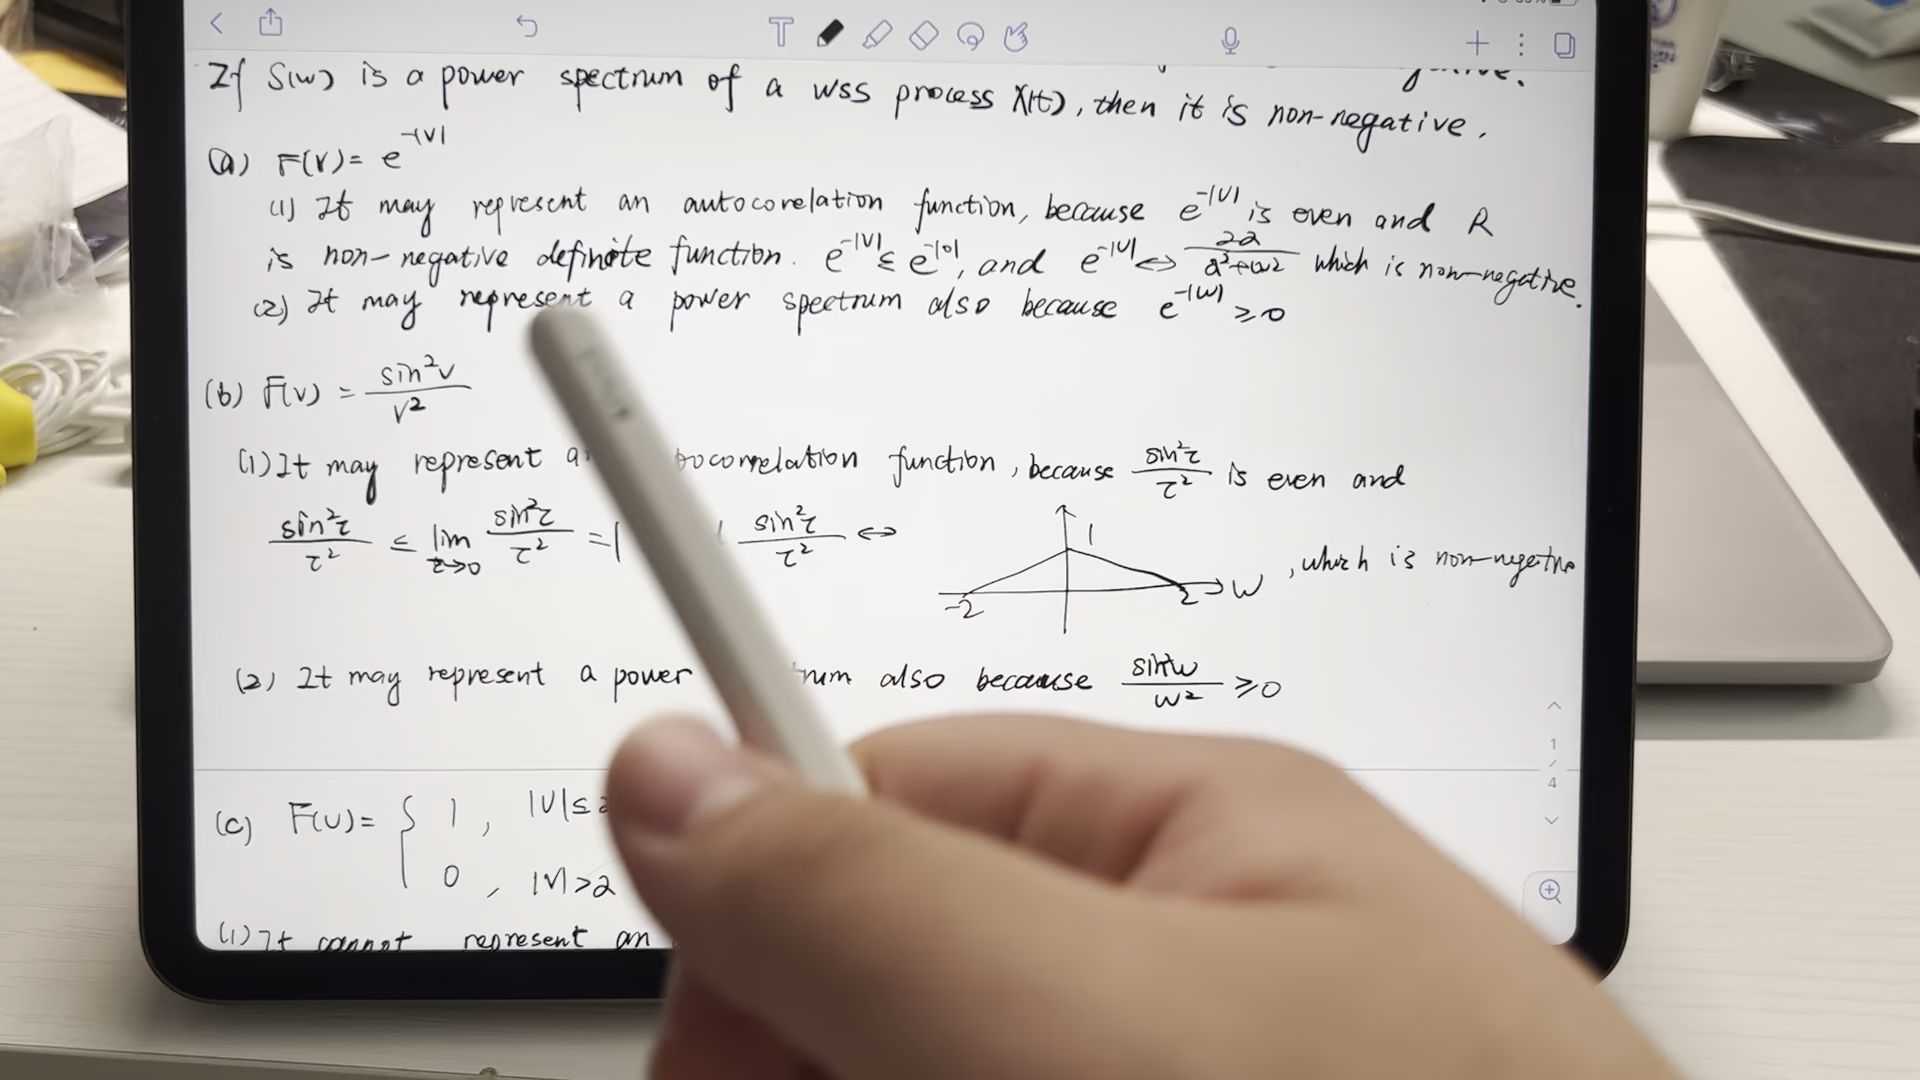 If S(w) is a power spectrum of a wss process X(t), then it is non-negative.
(a) F(V) = e^-|V|
(1) It may represent an autocorelation function, because e^-|V| is even and R
is non-negative definite function. e^-|V| ≤ e^-|0|, and e^-|V| ⇔ 2a/(a²+w²) which is non-negative.
(2) It may represent a power spectrum also because e^-|w| ≥ 0
(b) F(v) = sin²v/v²
(1) It may represent function, because sin²τ/τ² is even and
sin²τ/τ² ≤ lim τ→0 sin²τ/τ² = 1 sin²τ/τ² ⇔ 1 -2 2 W , which is non-negative
(2) It may represent a power also because sin²w/w² ≥ 0
(c) F(v) = { 1, |V| ≤
0, |V| > 2
(1) It cannot represent an
1
/
4